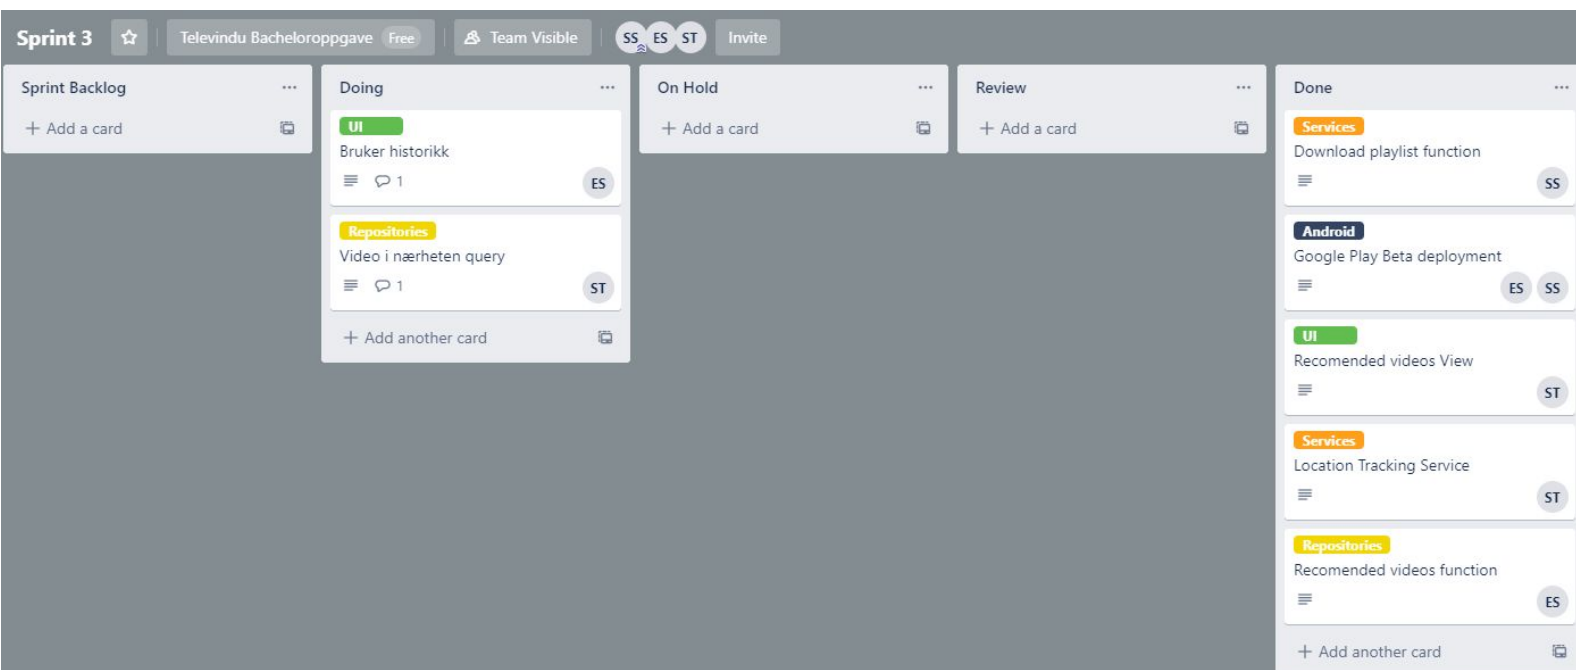 Sprint 3
Televindu Bacheloroppgave Free
Team Visible
SS ES ST
Invite
Sprint Backlog
+ Add a card
Doing
UI
Bruker historikk
1
ES
Repositories
Video i nærheten query
1
ST
+ Add another card
On Hold
+ Add a card
Review
+ Add a card
Done
Services
Download playlist function
SS
Android
Google Play Beta deployment
ES SS
UI
Recomended videos View
ST
Services
Location Tracking Service
ST
Repositories
Recomended videos function
ES
+ Add another card